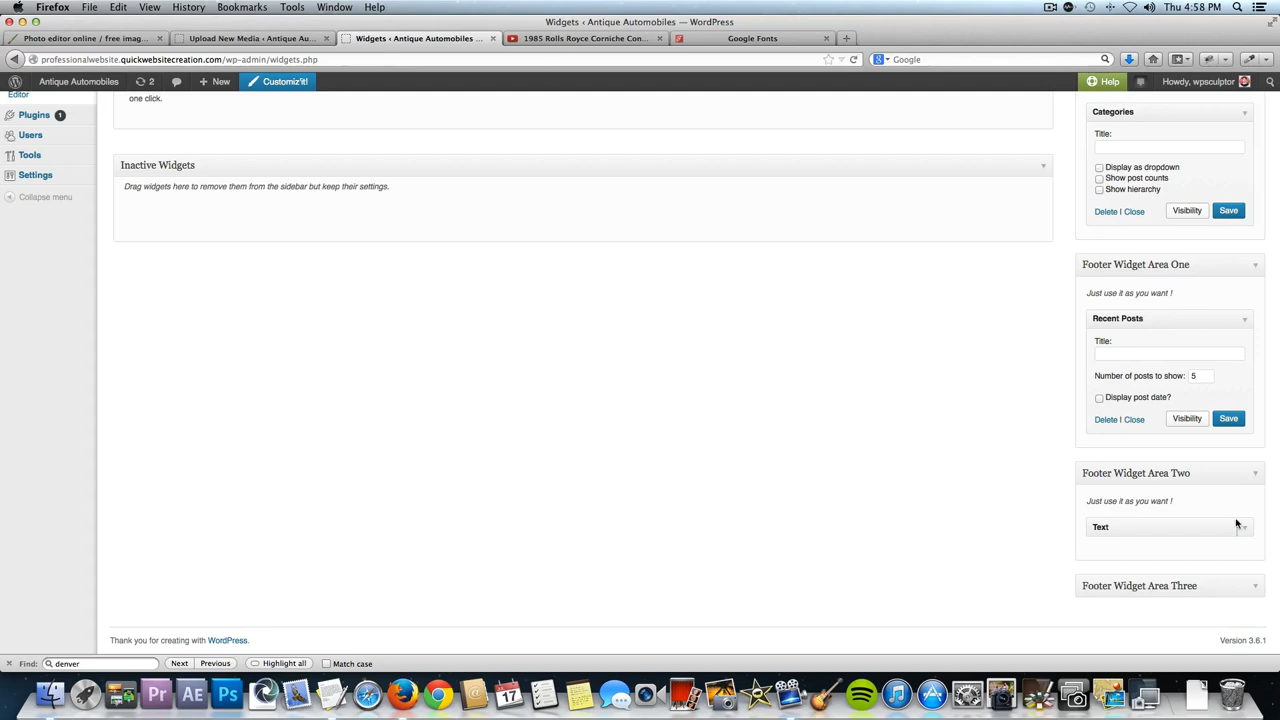 Firefox File Edit View History Bookmarks Tools Window Help Thu 4:58 PM
Widgets ‹ Antique Automobiles — WordPress
Photo editor online / free imag... Upload New Media ‹ Antique Au... Widgets ‹ Antique Automobiles ... 1985 Rolls Royce Corniche Con... Google Fonts
professionalwebsite.quickwebsitecreation.com/wp-admin/widgets.php Google
Antique Automobiles 2 New Customiz'it! Help Howdy, wpsculptor
Editor
Plugins 1
Users
Tools
Settings
Collapse menu
one click.
Inactive Widgets
Drag widgets here to remove them from the sidebar but keep their settings.
Categories
Title:
Display as dropdown
Show post counts
Show hierarchy
Delete | Close Visibility Save
Footer Widget Area One
Just use it as you want !
Recent Posts
Title:
Number of posts to show: 5
Display post date?
Delete | Close Visibility Save
Footer Widget Area Two
Just use it as you want !
Text
Footer Widget Area Three
Thank you for creating with WordPress. Version 3.6.1
Find: denver Next Previous Highlight all Match case
Pr Ae Ps 17